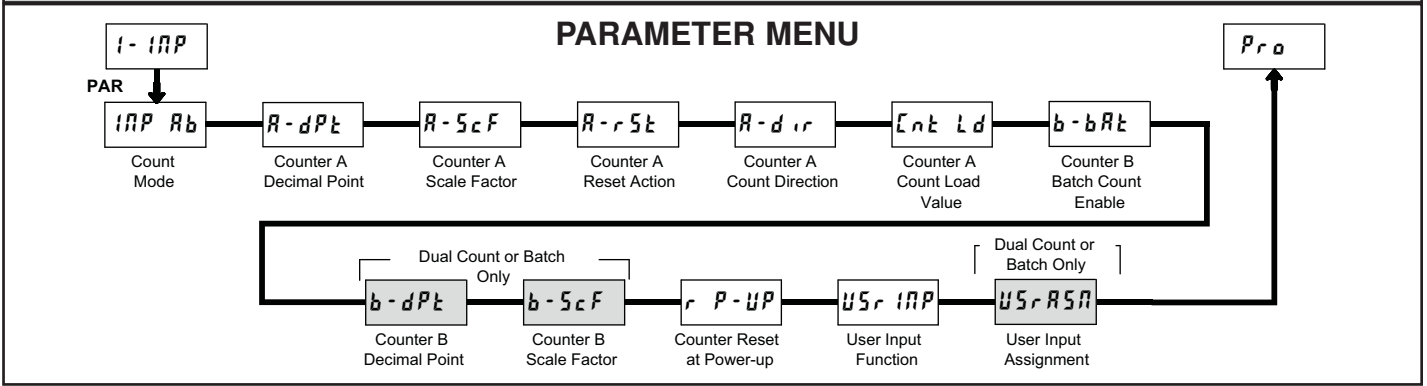 PARAMETER MENU
1-INP
Pro
PAR
INP Ab
A-dPt
A-ScF
A-rSt
A-dir
Cnt Ld
b-bAt
Count
Mode
Counter A
Decimal Point
Counter A
Scale Factor
Counter A
Reset Action
Counter A
Count Direction
Counter A
Count Load
Value
Counter B
Batch Count
Enable
Dual Count or Batch
Only
Dual Count or
Batch Only
b-dPt
b-ScF
r P-UP
USrINP
USrASN
Counter B
Decimal Point
Counter B
Scale Factor
Counter Reset
at Power-up
User Input
Function
User Input
Assignment